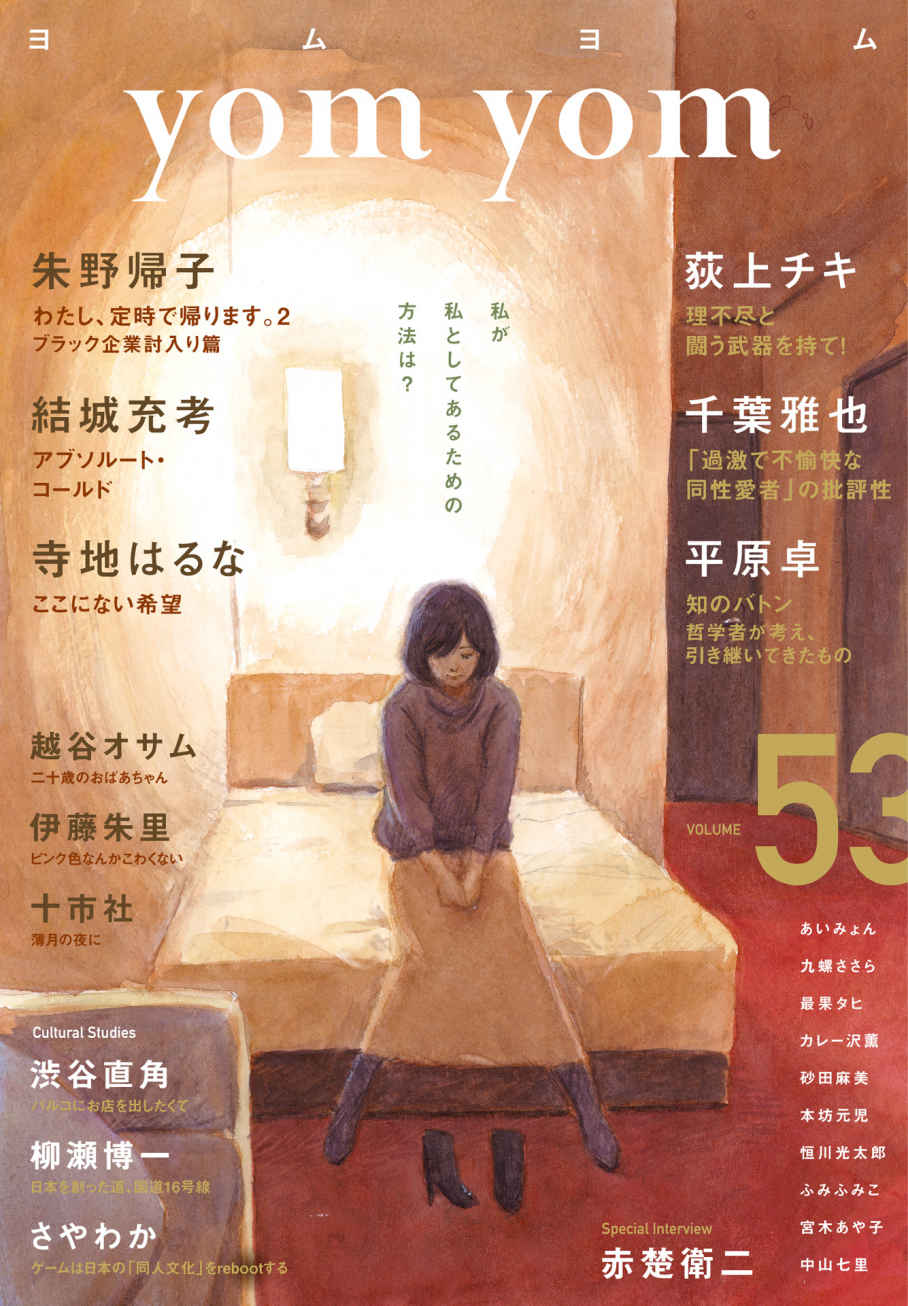 ヨ ム ヨ ム
yom yom
朱野帰子
わたし、定時で帰ります。2
ブラック企業討入り篇
結城充考
アブソルート・
コールド
寺地はるな
ここにない希望
越谷オサム
二十歳のおばあちゃん
伊藤朱里
ピンク色なんかこわくない
十市社
薄月の夜に
私が
私としてあるための
方法は？
荻上チキ
理不尽と
闘う武器を持て!
千葉雅也
「過激で不愉快な
同性愛者」の批評性
平原卓
知のバトン
哲学者が考え、
引き継いできたもの
VOLUME 53
あいみょん
九螺ささら
最果タヒ
カレー沢薫
砂田麻美
本坊元児
恒川光太郎
ふみふみこ
宮木あや子
中山七里
Cultural Studies
渋谷直角
パルコにお店を出したくて
柳瀬博一
日本を創った道、国道16号線
さやわか
ゲームは日本の「同人文化」をrebootする
Special Interview
赤楚衛二